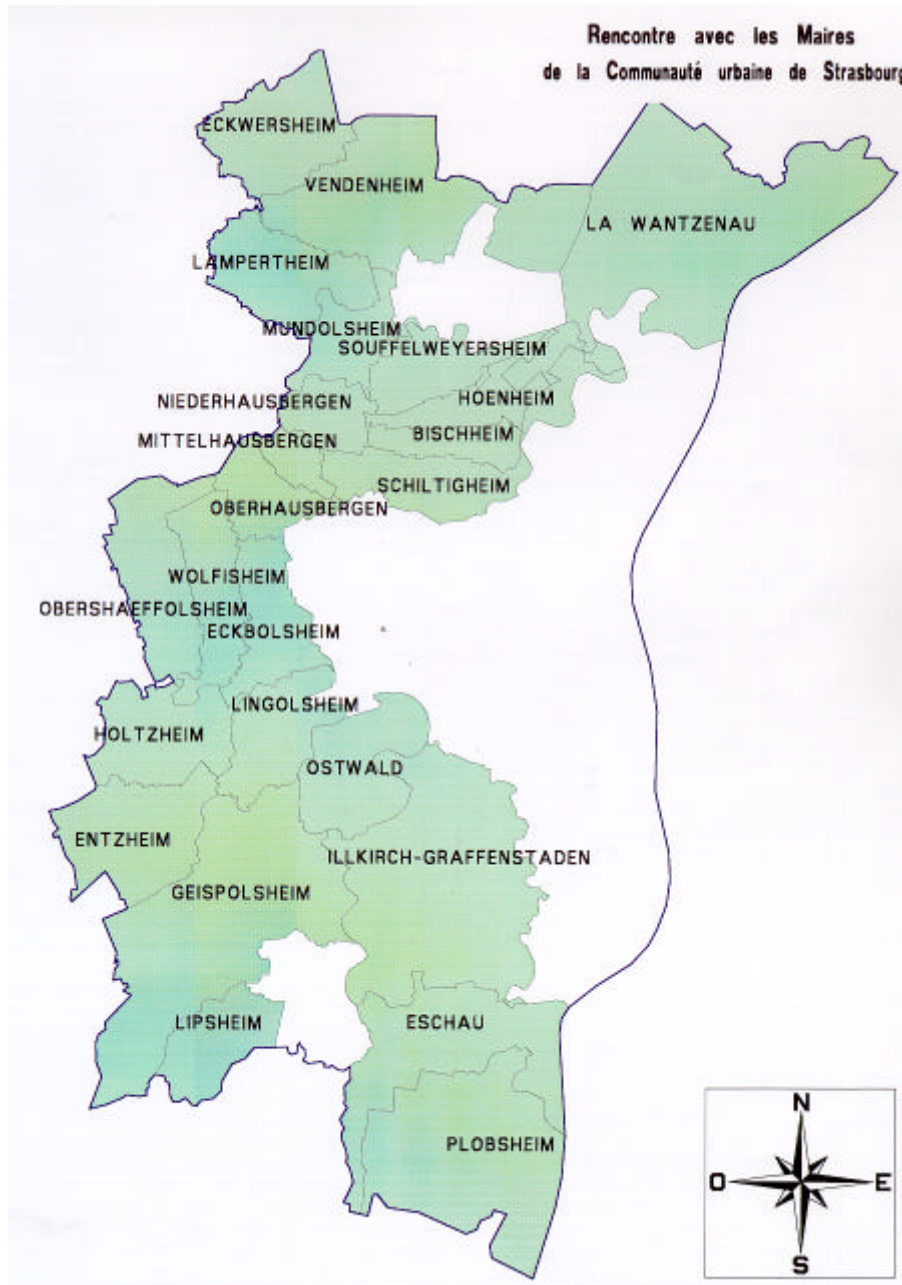 Rencontre avec les Maires
de la Communauté urbaine de Strasbourg
ECKWERSHEIM
VENDENHEIM
LA WANTZENAU
LAMPERTHEIM
MUNDOLSHEIM
SOUFFELWEYERSHEIM
NIEDERHAUSBERGEN
HOENHEIM
MITTELHAUSBERGEN
BISCHHEIM
SCHILTIGHEIM
OBERHAUSBERGEN
WOLFISHEIM
OBERSHAEFFOLSHEIM
ECKBOLSHEIM
LINGOLSHEIM
HOLTZHEIM
OSTWALD
ENTZHEIM
ILLKIRCH-GRAFFENSTADEN
GEISPOLSHEIM
LIPSHEIM
ESCHAU
PLOBSHEIM
N
O E
S